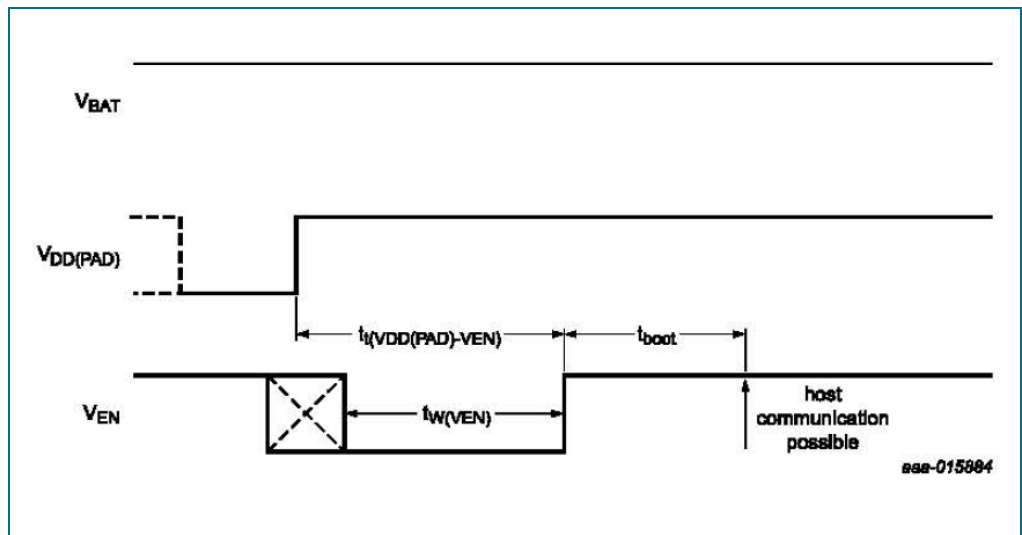 VBAT
VDD(PAD)
tt(VDD(PAD)-VEN)
tboot
VEN
tW(VEN)
host
communication
possible
aaa-015884